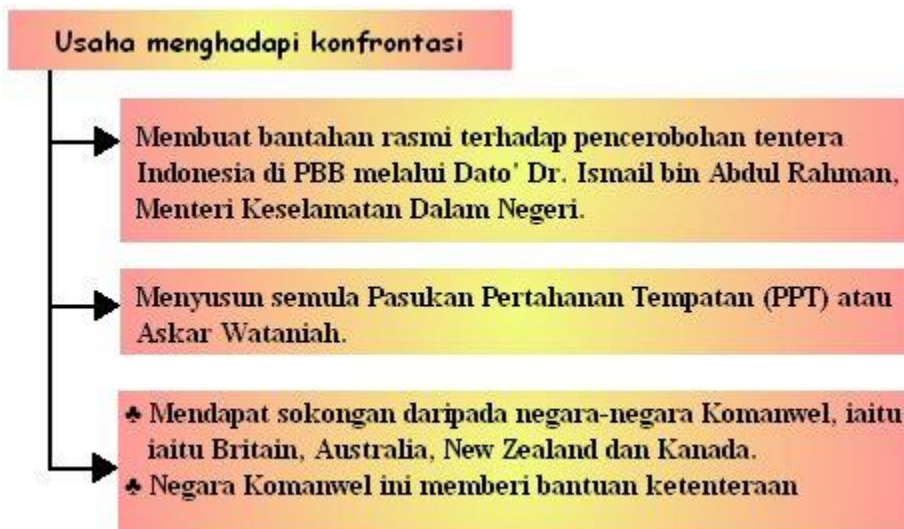 Usaha menghadapi konfrontasi
Membuat bantahan rasmi terhadap pencerobohan tentera
Indonesia di PBB melalui Dato' Dr. Ismail bin Abdul Rahman,
Menteri Keselamatan Dalam Negeri.
Menyusun semula Pasukan Pertahanan Tempatan (PPT) atau
Askar Wataniah.
♣ Mendapat sokongan daripada negara-negara Komanwel, iaitu
iaitu Britain, Australia, New Zealand dan Kanada.
♣ Negara Komanwel ini memberi bantuan ketenteraan